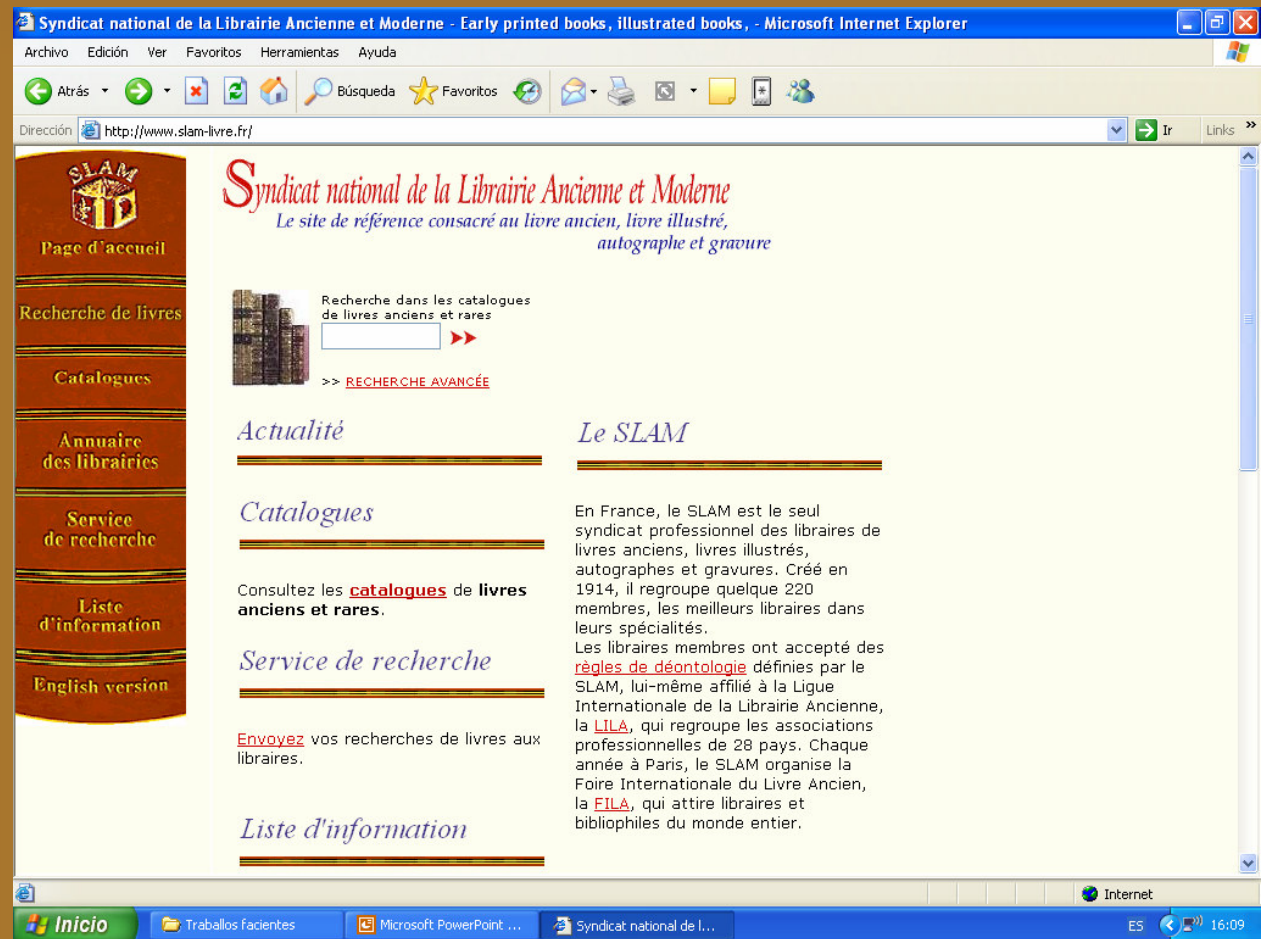 Syndicat national de la Librairie Ancienne et Moderne - Early printed books, illustrated books, - Microsoft Internet Explorer
Archivo Edición Ver Favoritos Herramientas Ayuda
Atrás Búsqueda Favoritos
Dirección http://www.slam-livre.fr/ Ir Links »
SLAM
Page d'accueil
Recherche de livres
Catalogues
Annuaire
des librairies
Service
de recherche
Liste
d'information
English version
Syndicat national de la Librairie Ancienne et Moderne
Le site de référence consacré au livre ancien, livre illustré,
autographe et gravure
Recherche dans les catalogues
de livres anciens et rares
>> RECHERCHE AVANCÉE
Actualité
Catalogues
Consultez les catalogues de livres
anciens et rares.
Service de recherche
Envoyez vos recherches de livres aux
libraires.
Liste d'information
Le SLAM
En France, le SLAM est le seul
syndicat professionnel des libraires de
livres anciens, livres illustrés,
autographes et gravures. Créé en
1914, il regroupe quelque 220
membres, les meilleurs libraires dans
leurs spécialités.
Les libraires membres ont accepté des
règles de déontologie définies par le
SLAM, lui-même affilié à la Ligue
Internationale de la Librairie Ancienne,
la LILA, qui regroupe les associations
professionnelles de 28 pays. Chaque
année à Paris, le SLAM organise la
Foire Internationale du Livre Ancien,
la FILA, qui attire libraires et
bibliophiles du monde entier.
Internet
Inicio Traballos facientes Microsoft PowerPoint ... Syndicat national de l... ES 16:09